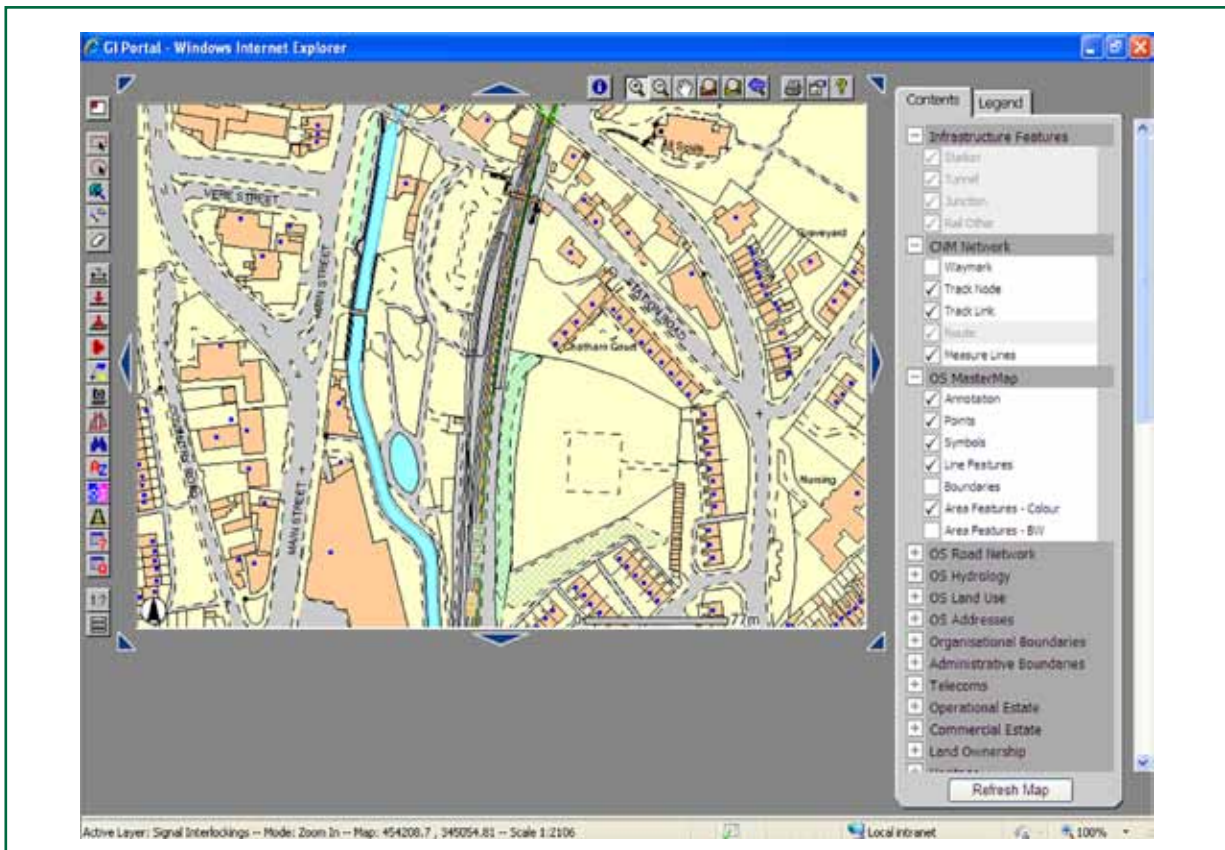 GI Portal - Windows Internet Explorer
Contents
Legend
Infrastructure Features
Station
Tunnel
Junction
Rail Other
CNM Network
Waymark
Track Node
Track Link
Route
Measure Lines
OS MasterMap
Annotation
Points
Symbols
Line Features
Boundaries
Area Features - Colour
Area Features - BW
OS Road Network
OS Hydrology
OS Land Use
OS Addresses
Organisational Boundaries
Administrative Boundaries
Telecoms
Operational Estate
Commercial Estate
Land Ownership
Refresh Map
VERE STREET
MAIN STREET
MAIN STREET
STATION ROAD
Graveyard
Chatham Court
Nursing
0
77m
Active Layer: Signal Interlockings -- Mode: Zoom In -- Map: 454208.7 , 345054.81 -- Scale 1:2106
Local intranet
100%